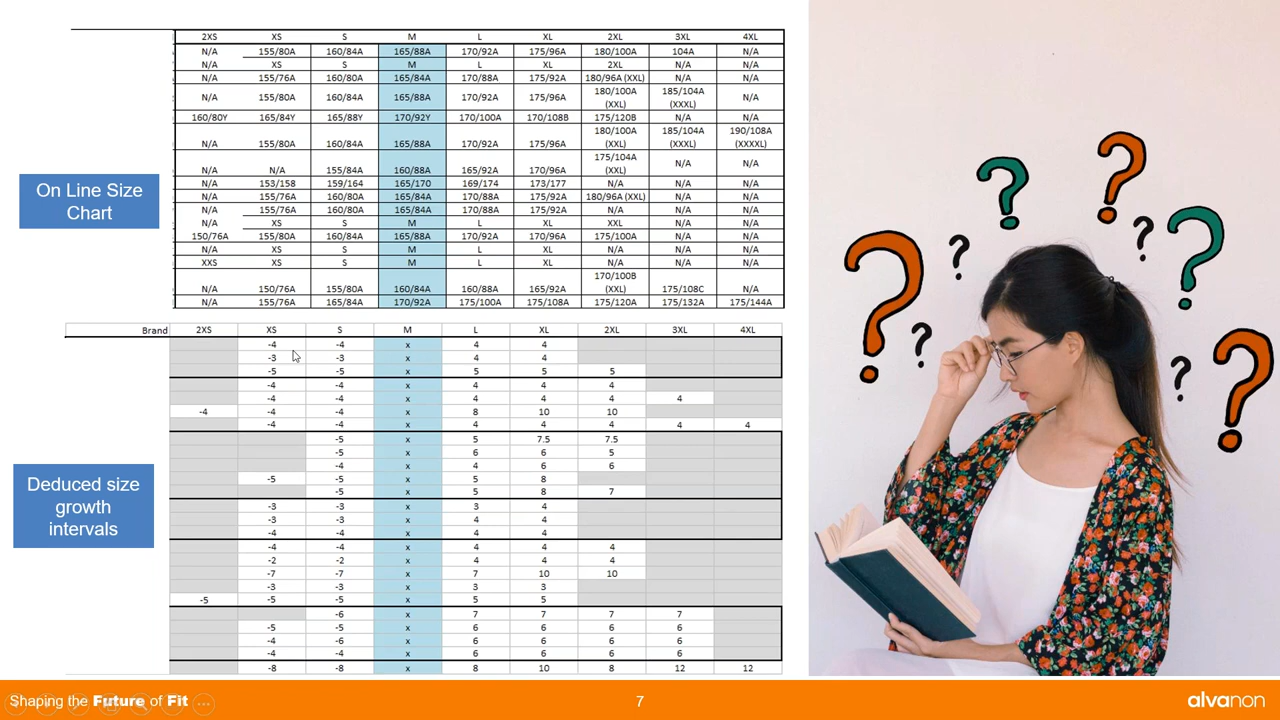 2XS XS S M L XL 2XL 3XL 4XL
N/A 155/80A 160/84A 165/88A 170/92A 175/96A 180/100A 104A N/A
N/A XS S M L XL 2XL N/A N/A
N/A 155/76A 160/80A 165/84A 170/88A 175/92A 180/96A (XXL) N/A N/A
N/A 155/80A 160/84A 165/88A 170/92A 175/96A 180/100A (XXL) 185/104A (XXXL) N/A
160/80Y 165/84Y 165/88Y 170/92Y 170/100A 170/108B 175/120B N/A N/A
N/A 155/80A 160/84A 165/88A 170/92A 175/96A 180/100A (XXL) 185/104A (XXXL) 190/108A (XXXXL)
N/A N/A 155/84A 160/88A 165/92A 170/96A 175/104A (XXL) N/A N/A
N/A 153/158 159/164 165/170 169/174 173/177 N/A N/A N/A
N/A 155/76A 160/80A 165/84A 170/88A 175/92A 180/96A (XXL) N/A N/A
N/A 155/76A 160/80A 165/84A 170/88A 175/92A N/A N/A N/A
N/A XS S M L XL XXL N/A N/A
150/76A 155/80A 160/84A 165/88A 170/92A 170/96A 175/100A N/A N/A
N/A XS S M L XL N/A N/A N/A
XXS XS S M L XL N/A N/A N/A
N/A 150/76A 155/80A 160/84A 160/88A 165/92A 170/100B (XXL) 175/108C N/A
N/A 155/76A 165/84A 170/92A 175/100A 175/108A 175/120A 175/132A 175/144A
On Line Size
Chart
Brand 2XS XS S M L XL 2XL 3XL 4XL
-4 -4 x 4 4
-3 -3 x 4 4
-5 -5 x 5 5 5
-4 -4 x 4 4 4
-4 -4 x 4 4 4 4
-4 -4 -4 x 8 10 10
-4 -4 x 4 4 4 4 4
-5 x 5 7.5 7.5
-5 x 6 6 5
-4 x 4 6 6
-5 -5 x 5 8
-5 x 5 8 7
-3 -3 x 3 4
-3 -3 x 4 4
-4 -4 x 4 4
-4 -4 x 4 4 4
-2 -2 x 4 4 4
-7 -7 x 7 10 10
-3 -3 x 3 3
-5 -5 -5 x 5 5
-6 x 7 7 7 7
-5 -5 x 6 6 6 6
-4 -6 x 6 6 6 6
-4 -4 x 6 6 6 6
-8 -8 x 8 10 8 12 12
Deduced size
growth
intervals
Shaping the Future of Fit
7
alvanon